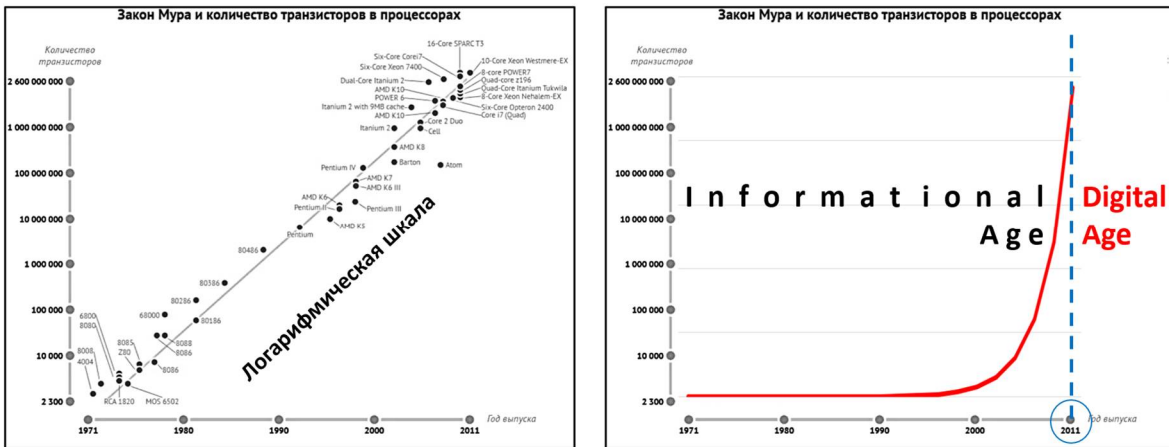 Закон Мура и количество транзисторов в процессорах
Количество
транзисторов
2 600 000 000
1 000 000 000
100 000 000
10 000 000
1 000 000
100 000
10 000
2 300
16-Core SPARC T3
Six-Core Corei7
Six-Core Xeon 7400
10-Core Xeon Westmere-EX
Dual-Core Itanium 2
8-core POWER7
Quad-core z196
AMD K10
Quad-Core Itanium Tukwila
POWER 6
8-Core Xeon Nehalem-EX
Itanium 2 with 9MB cache
Six-Core Opteron 2400
AMD K10
Core i7 (Quad)
Core 2 Duo
Itanium 2
Cell
AMD K8
Pentium IV
Barton
Atom
AMD K7
AMD K6 III
AMD K6
Pentium II
Pentium III
AMD K5
Pentium
80486
80386
80286
68000
80186
6800
8080
8085
Z80
8088
8086
8008
4004
8086
RCA 1820
MOS 6502
Логарифмическая шкала
1971
1980
1990
2000
2010
Год выпуска
Закон Мура и количество транзисторов в процессорах
Количество
транзисторов
2 600 000 000
1 000 000 000
100 000 000
10 000 000
1 000 000
100 000
10 000
2 300
Informational
Age
Digital
Age
1971
1980
1990
2000
2011
Год выпуска